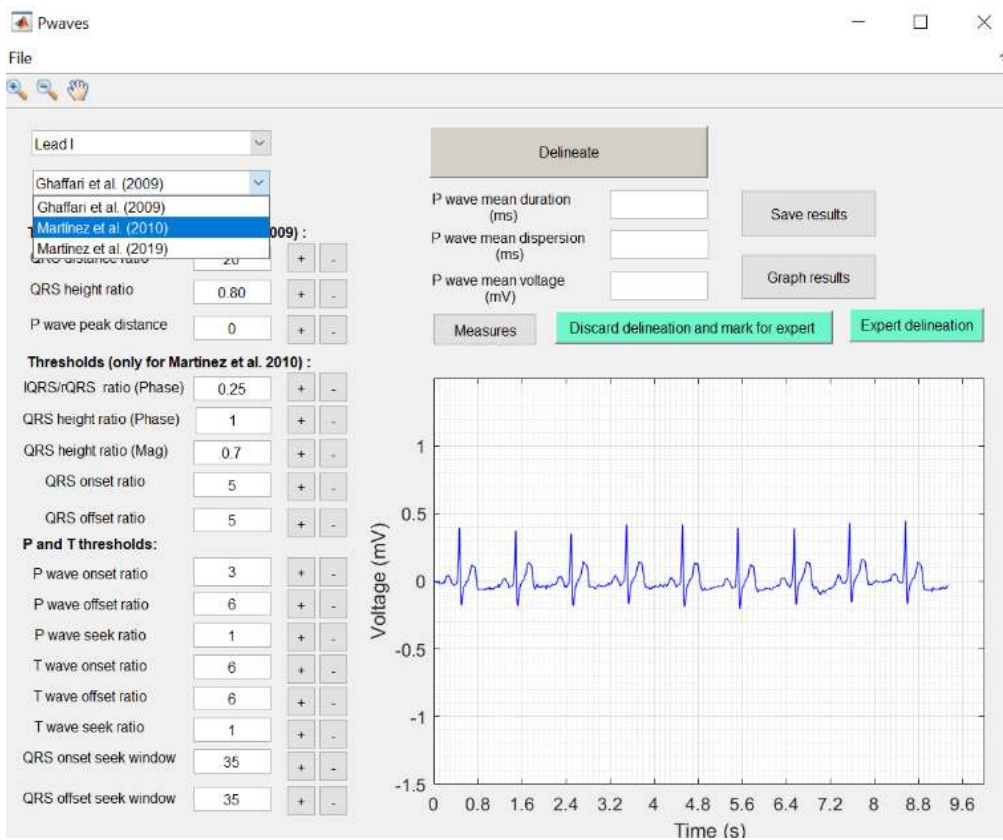 Pwaves
File
Lead I
Ghaffari et al. (2009)
Ghaffari et al. (2009)
Martínez et al. (2010)
Martínez et al. (2019)
009) :
QRS distance ratio 20 + -
QRS height ratio 0.80 + -
P wave peak distance 0 + -
Thresholds (only for Martínez et al. 2010) :
lQRS/rQRS ratio (Phase) 0.25 + -
QRS height ratio (Phase) 1 + -
QRS height ratio (Mag) 0.7 + -
QRS onset ratio 5 + -
QRS offset ratio 5 + -
P and T thresholds:
P wave onset ratio 3 + -
P wave offset ratio 6 + -
P wave seek ratio 1 + -
T wave onset ratio 6 + -
T wave offset ratio 6 + -
T wave seek ratio 1 + -
QRS onset seek window 35 + -
QRS offset seek window 35 + -
Delineate
P wave mean duration
(ms)
P wave mean dispersion
(ms)
P wave mean voltage
(mV)
Save results
Graph results
Measures
Discard delineation and mark for expert
Expert delineation
Voltage (mV)
1
0.5
0
-0.5
-1
-1.5
0 0.8 1.6 2.4 3.2 4 4.8 5.6 6.4 7.2 8 8.8 9.6
Time (s)